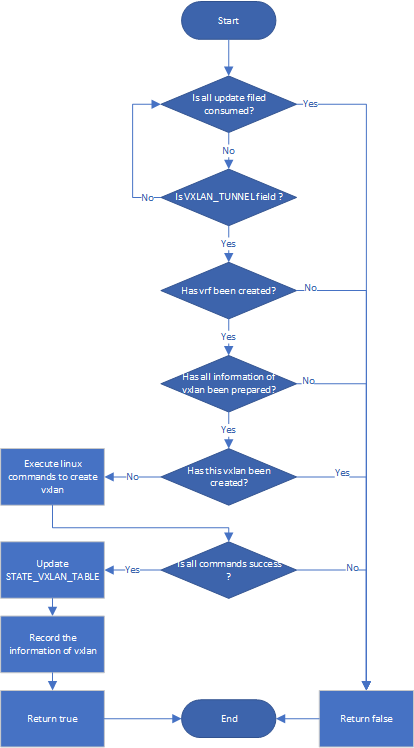 Start
Is all update filed
consumed?
Yes
No
Is VXLAN_TUNNEL field ?
No
Yes
Has vrf been created?
No
Yes
Has all information of
vxlan been prepared?
No
Yes
Execute linux
commands to create
vxlan
No
Has this vxlan been
created?
Yes
Update
STATE_VXLAN_TABLE
Yes
Is all commands success
?
No
Record the
information of vxlan
Return true
End
Return false